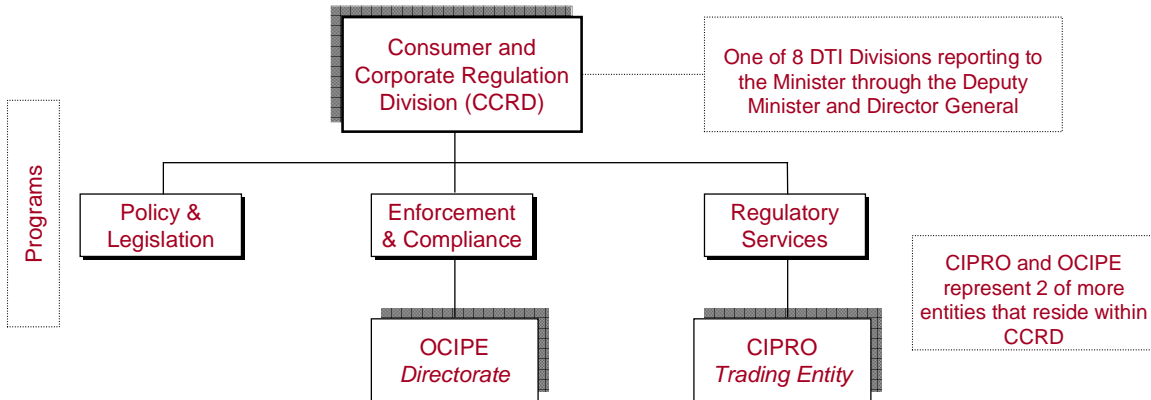 Consumer and
Corporate Regulation
Division (CCRD)
One of 8 DTI Divisions reporting to
the Minister through the Deputy
Minister and Director General
Programs
Policy &
Legislation
Enforcement
& Compliance
Regulatory
Services
CIPRO and OCIPE
represent 2 of more
entities that reside within
CCRD
OCIPE
Directorate
CIPRO
Trading Entity